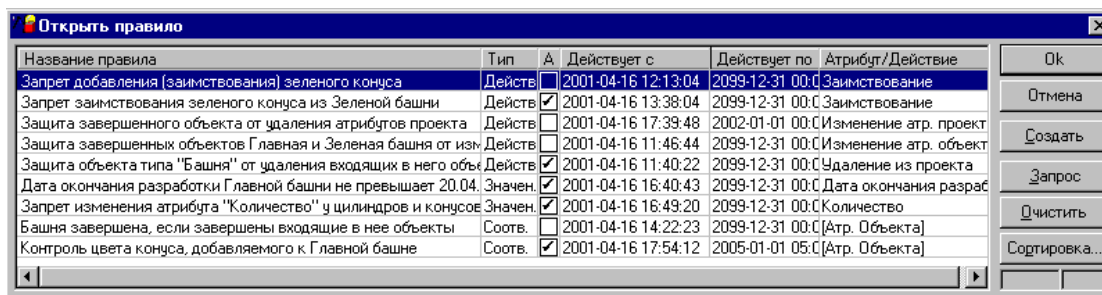 Открыть правило
Название правила Тип А Действует с Действует по Атрибут/Действие
Запрет добавления (заимствования) зеленого конуса Действ 2001-04-16 12:13:04 2099-12-31 00:0 Заимствование
Запрет заимствования зеленого конуса из Зеленой башни Действ 2001-04-16 13:38:04 2099-12-31 00:0 Заимствование
Защита завершенного объекта от удаления атрибутов проекта Действ 2001-04-16 17:39:48 2002-01-01 00:0 Изменение атр. проект
Защита завершенных объектов Главная и Зеленая башня от изм Действ 2001-04-16 11:46:44 2099-12-31 00:0 Изменение атр. объект
Защита объекта типа "Башня" от удаления входящих в него объе Действ 2001-04-16 11:40:22 2099-12-31 00:0 Удаление из проекта
Дата окончания разработки Главной башни не превышает 20.04. Значен. 2001-04-16 16:40:43 2099-12-31 00:0 Дата окончания разраб
Запрет изменения атрибута "Количество" у цилиндров и конусов Значен. 2001-04-16 16:49:20 2099-12-31 00:0 Количество
Башня завершена, если завершены входящие в нее объекты Соотв. 2001-04-16 14:22:23 2099-12-31 00:0 [Атр. Объекта]
Контроль цвета конуса, добавляемого к Главной башне Соотв. 2001-04-16 17:54:12 2005-01-01 05:0 [Атр. Объекта]
Ok
Отмена
Создать
Запрос
Очистить
Сортировка...